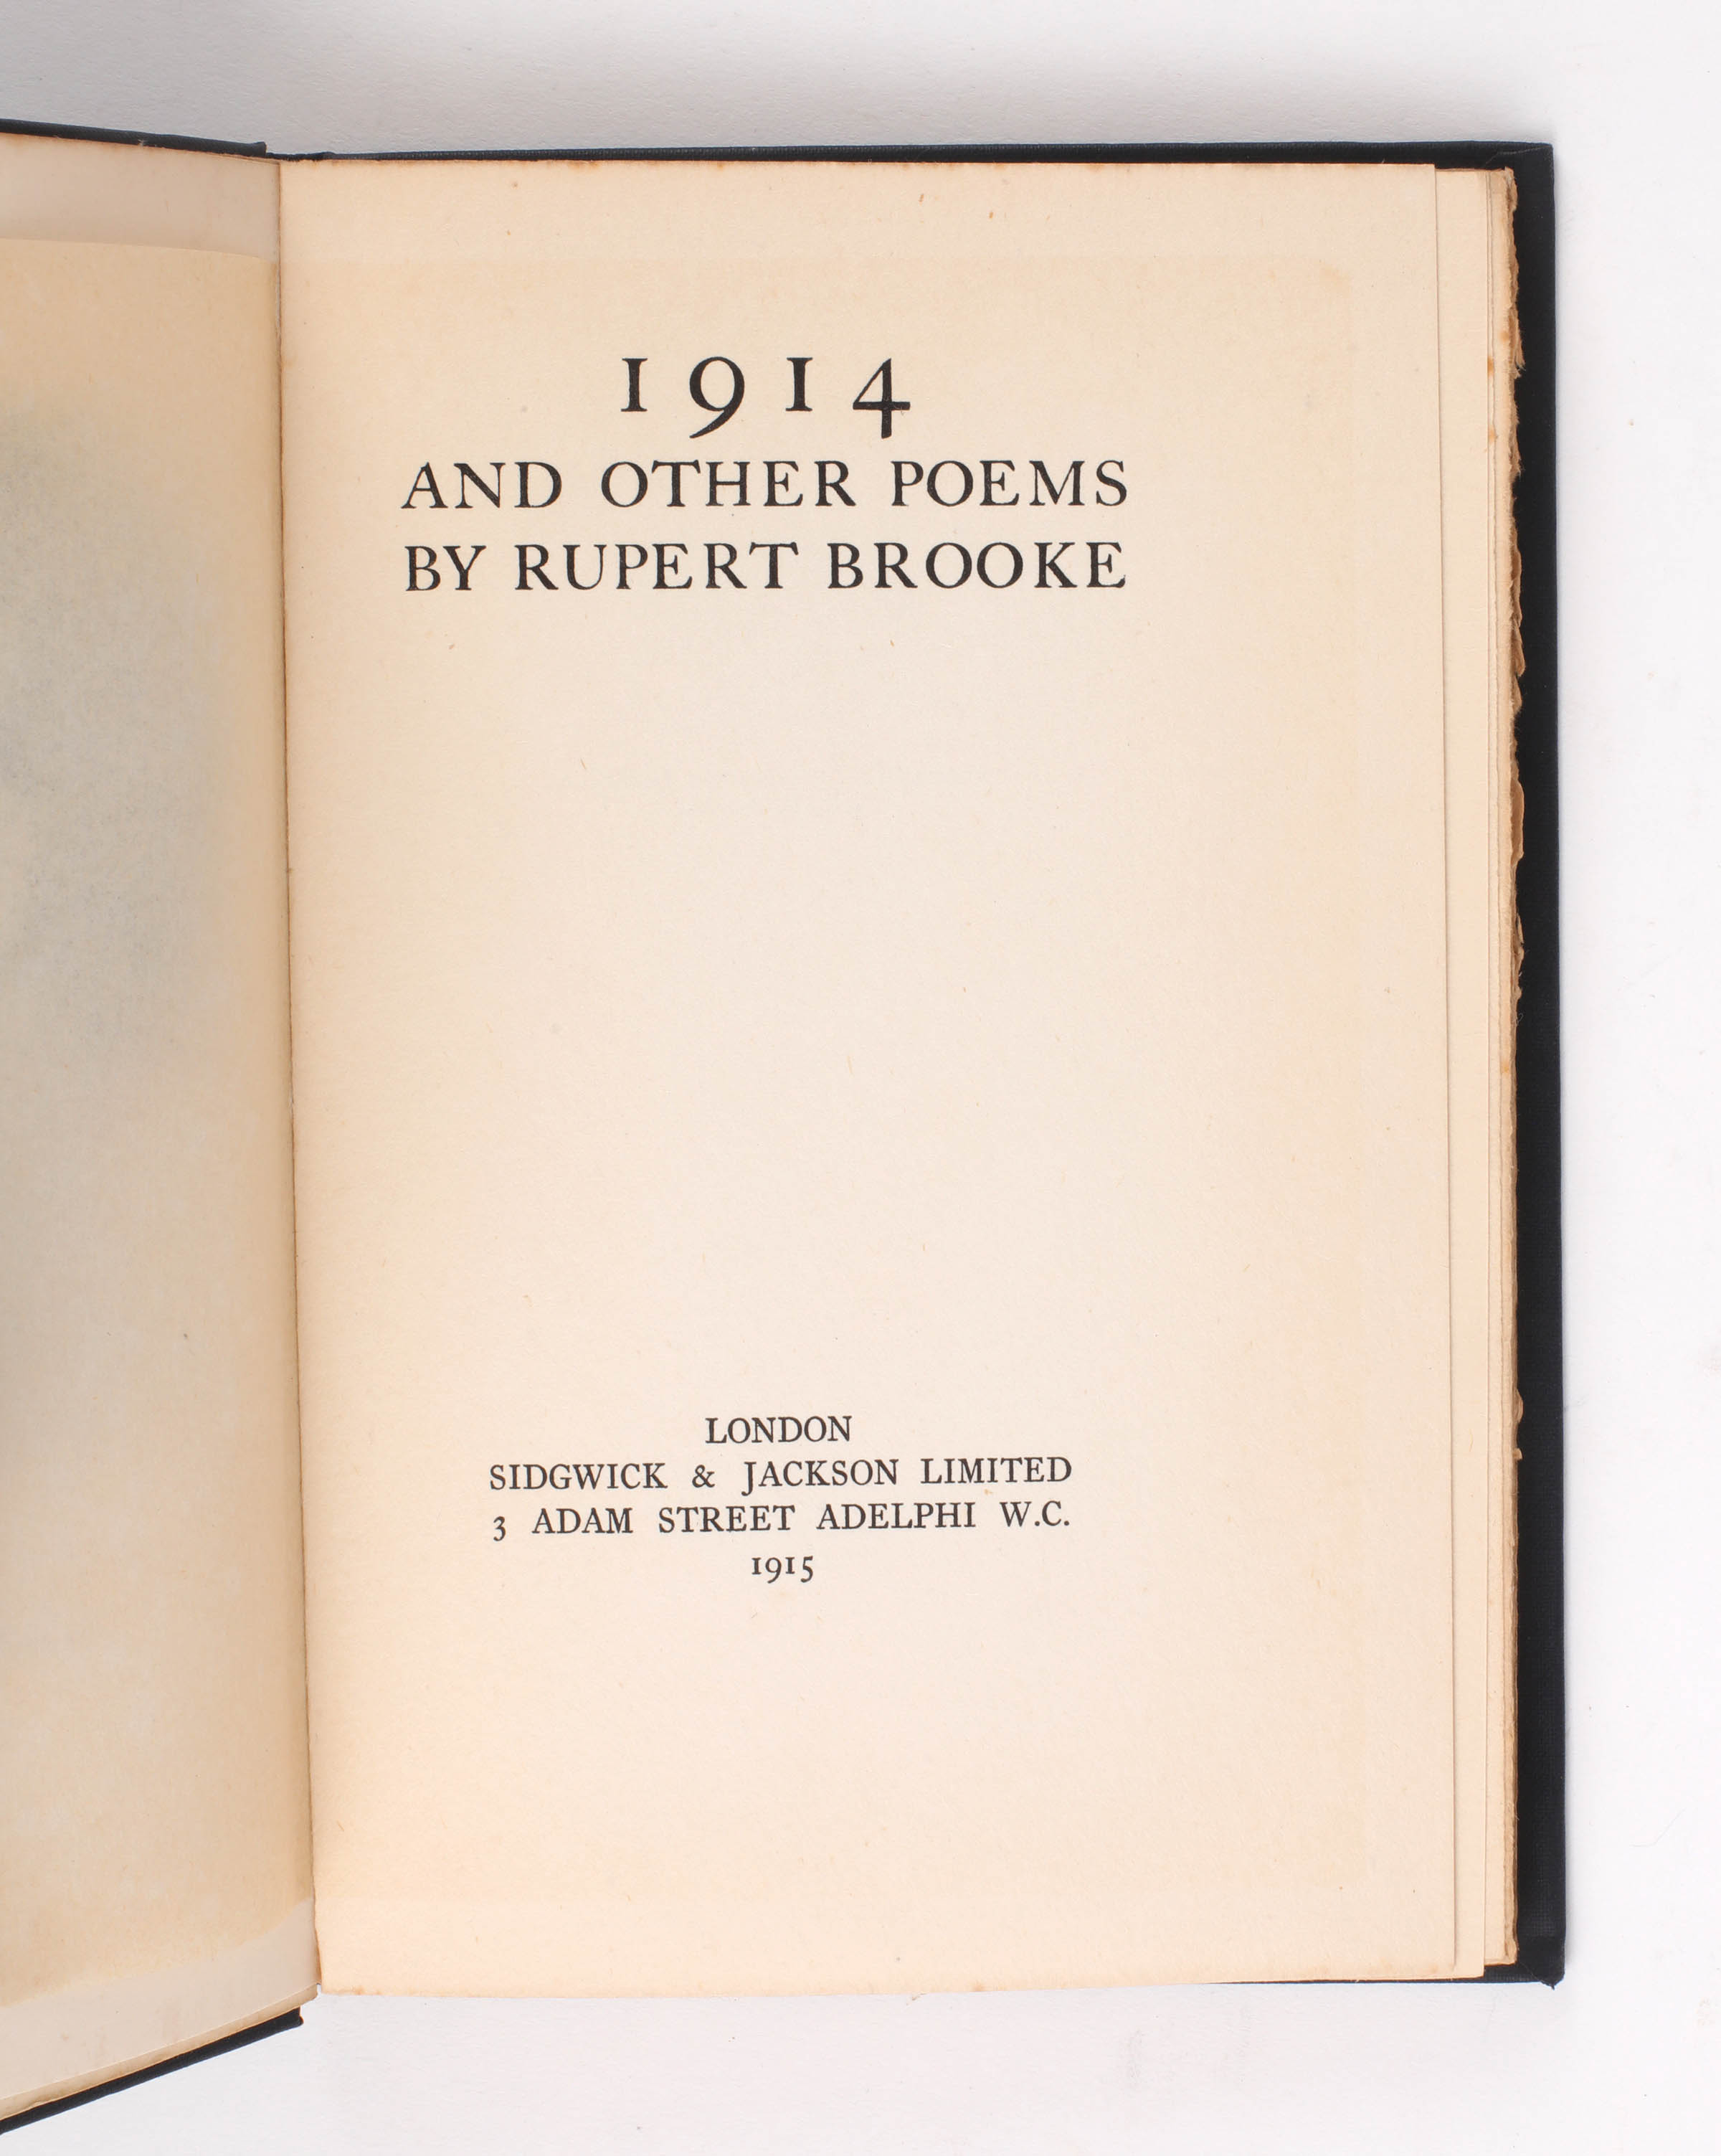 1914
AND OTHER POEMS
BY RUPERT BROOKE
LONDON
SIDGWICK & JACKSON LIMITED
3 ADAM STREET ADELPHI W.C.
1915